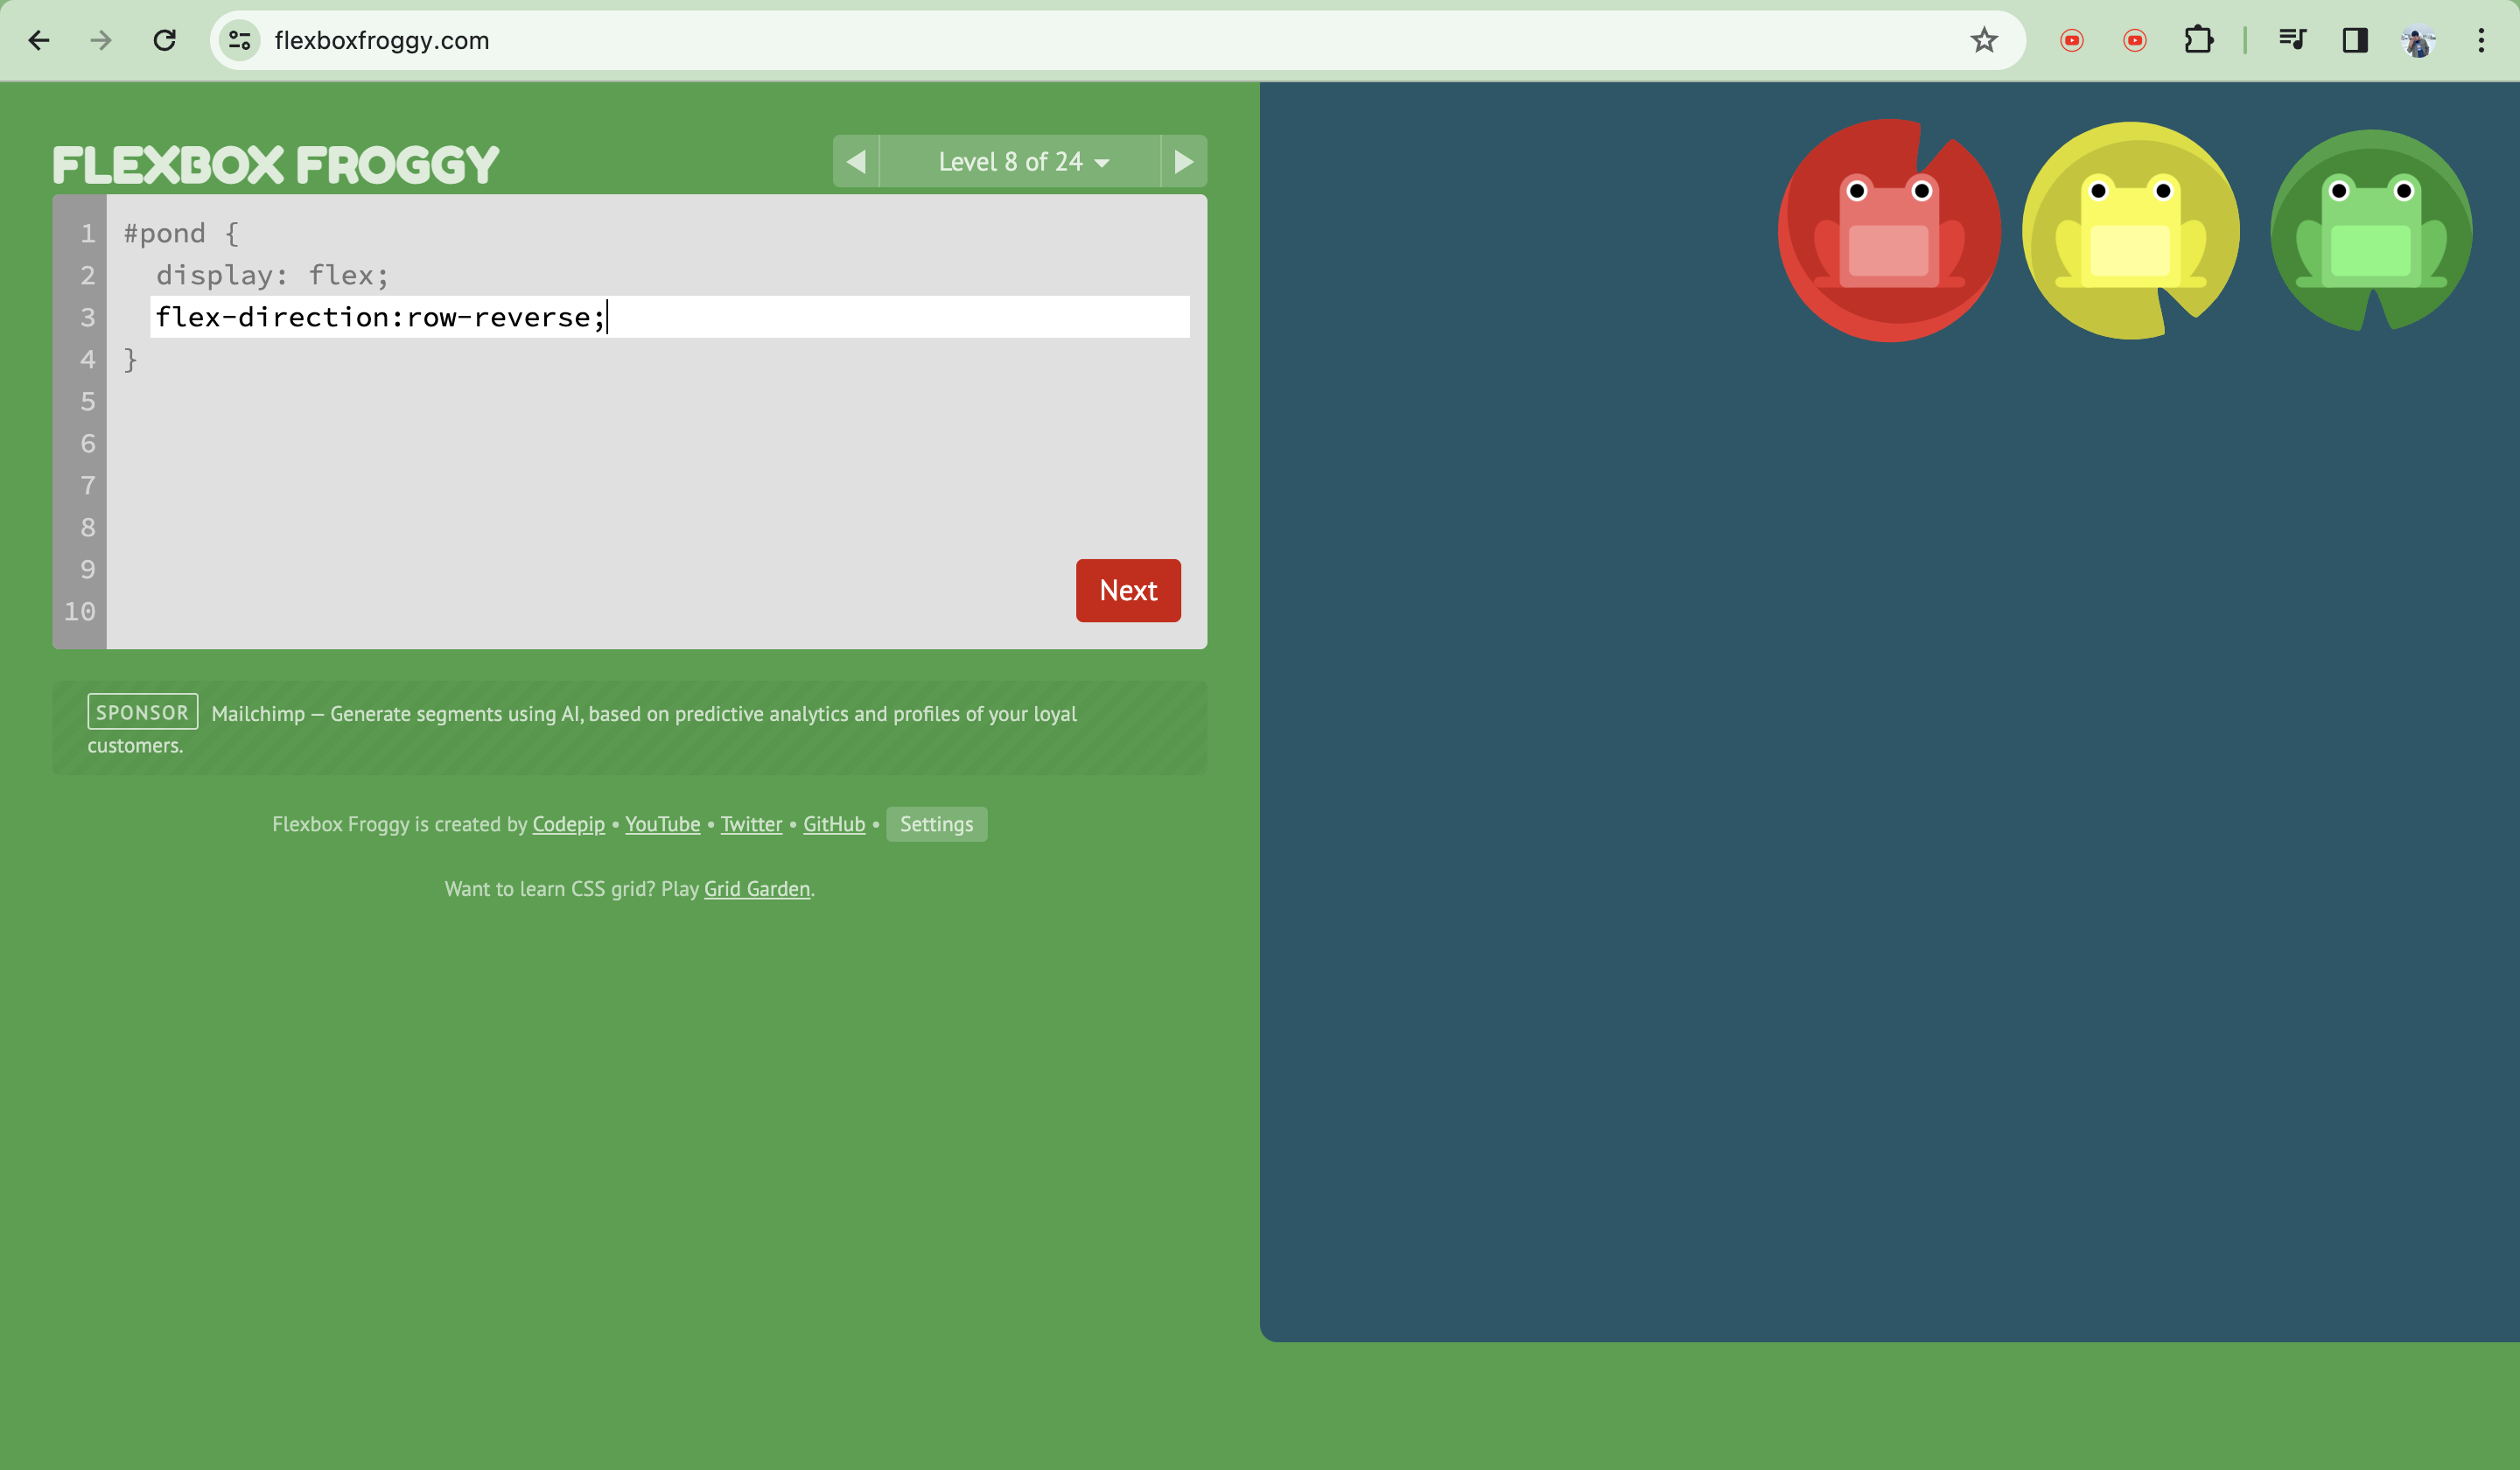 flexboxfroggy.com
FLEXBOX FROGGY
Level 8 of 24
1 #pond {
2 display: flex;
3 flex-direction:row-reverse;
4 }
5
6
7
8
9
10
Next
SPONSOR Mailchimp — Generate segments using AI, based on predictive analytics and profiles of your loyal
customers.
Flexbox Froggy is created by Codepip • YouTube • Twitter • GitHub • Settings
Want to learn CSS grid? Play Grid Garden.